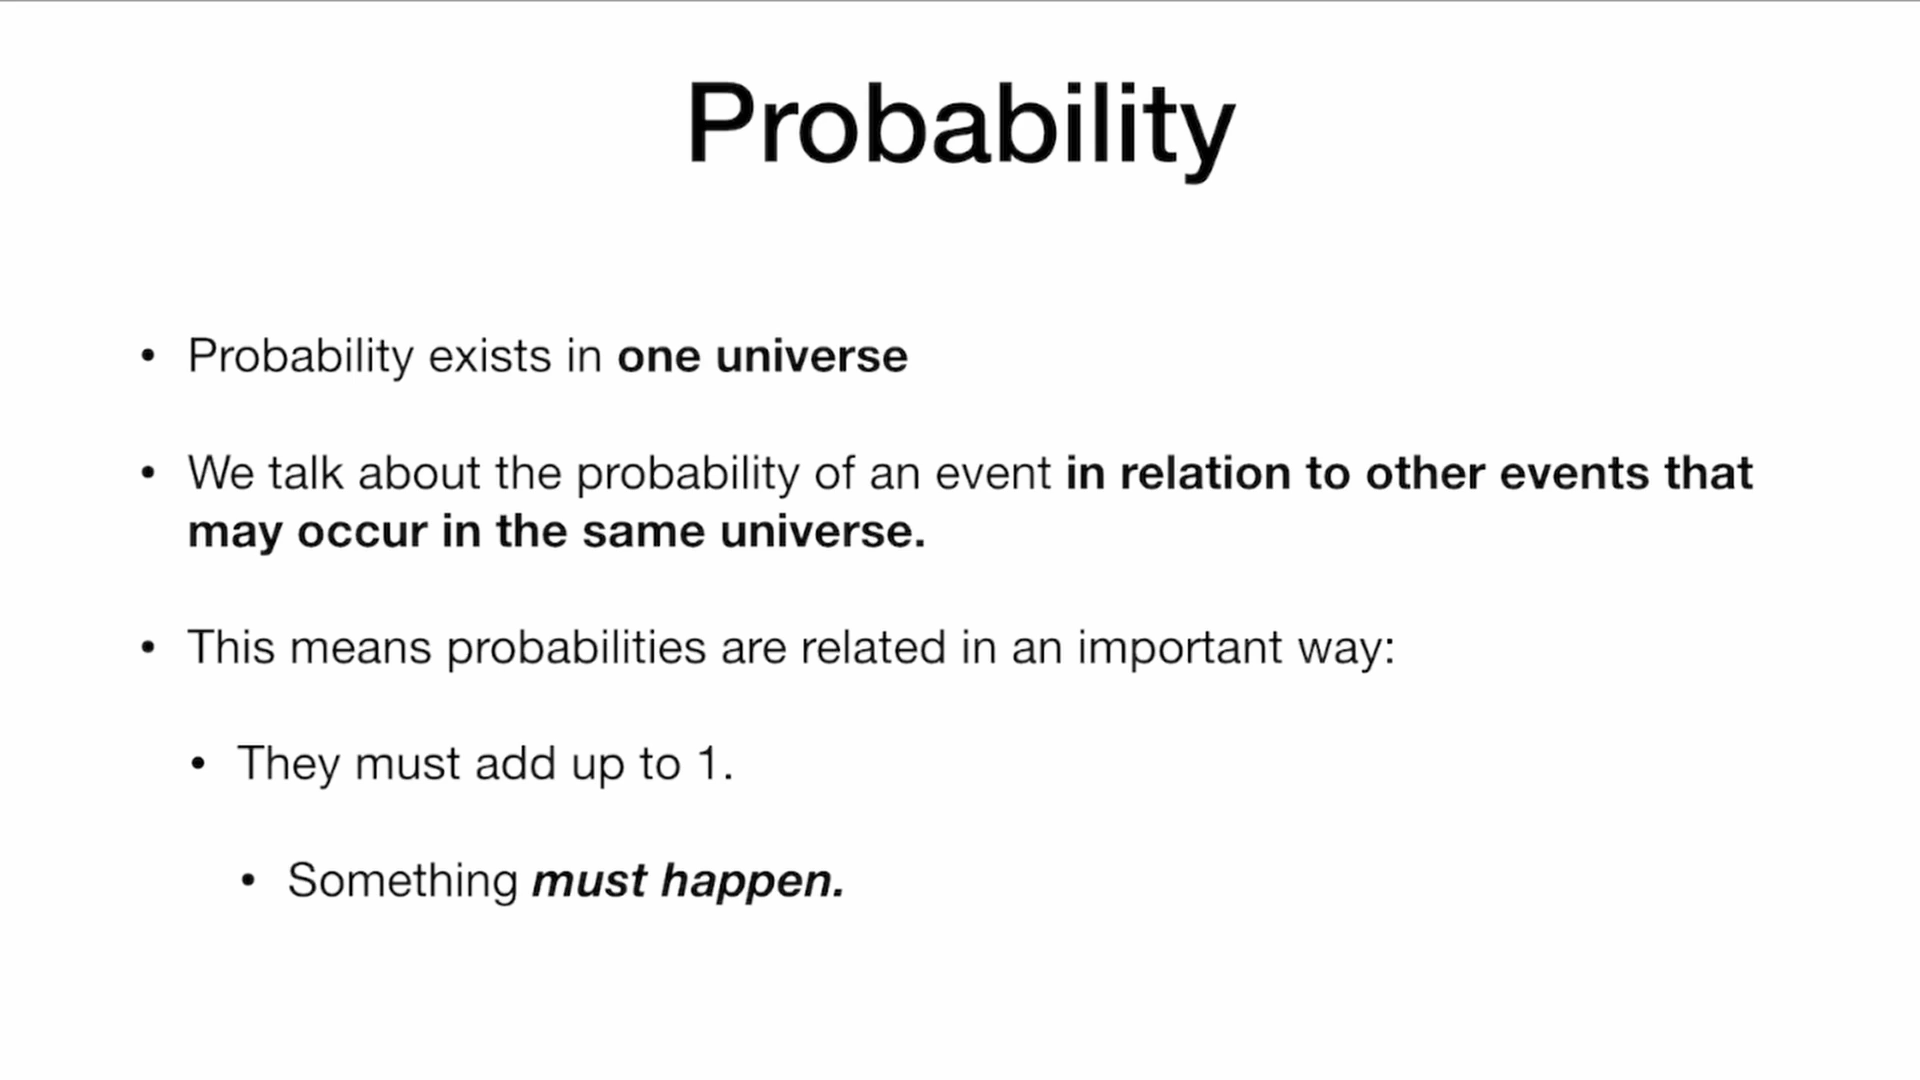 Probability
• Probability exists in one universe
• We talk about the probability of an event in relation to other events that
may occur in the same universe.
• This means probabilities are related in an important way:
• They must add up to 1.
• Something must happen.